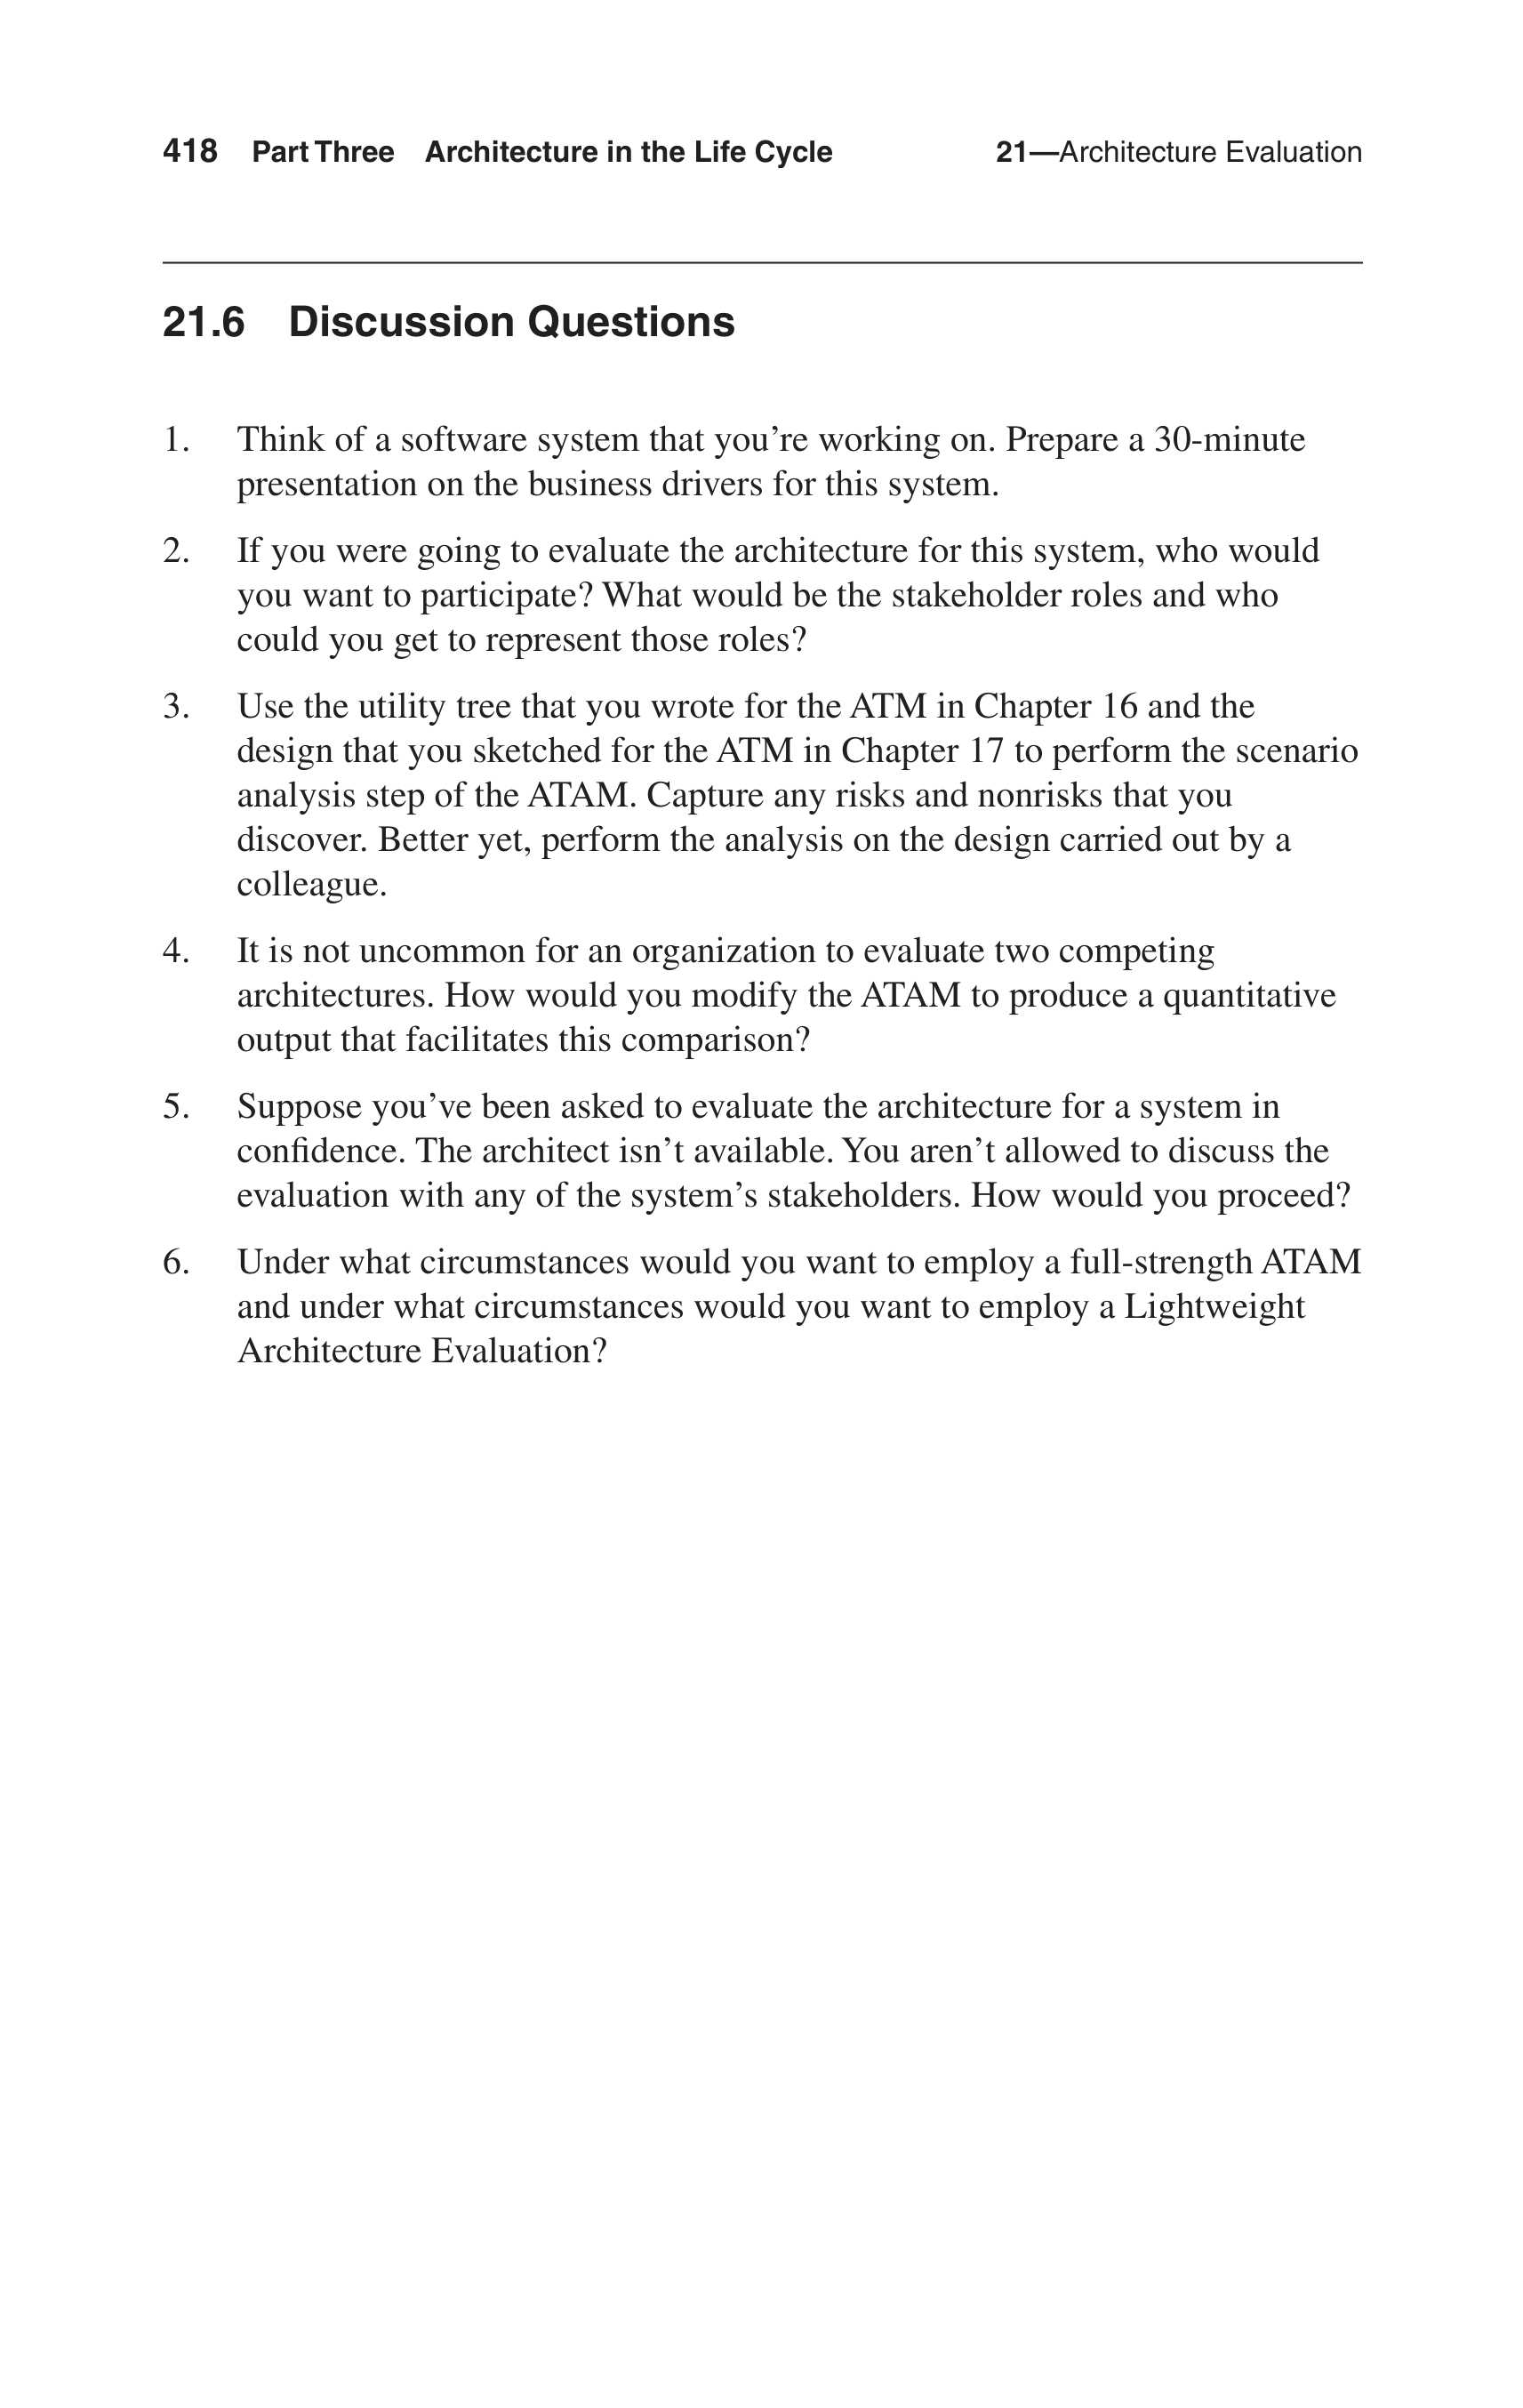 418 Part Three Architecture in the Life Cycle 21—Architecture Evaluation
21.6 Discussion Questions
1. Think of a software system that you’re working on. Prepare a 30-minute
presentation on the business drivers for this system.
2. If you were going to evaluate the architecture for this system, who would
you want to participate? What would be the stakeholder roles and who
could you get to represent those roles?
3. Use the utility tree that you wrote for the ATM in Chapter 16 and the
design that you sketched for the ATM in Chapter 17 to perform the scenario
analysis step of the ATAM. Capture any risks and nonrisks that you
discover. Better yet, perform the analysis on the design carried out by a
colleague.
4. It is not uncommon for an organization to evaluate two competing
architectures. How would you modify the ATAM to produce a quantitative
output that facilitates this comparison?
5. Suppose you’ve been asked to evaluate the architecture for a system in
confidence. The architect isn’t available. You aren’t allowed to discuss the
evaluation with any of the system’s stakeholders. How would you proceed?
6. Under what circumstances would you want to employ a full-strength ATAM
and under what circumstances would you want to employ a Lightweight
Architecture Evaluation?